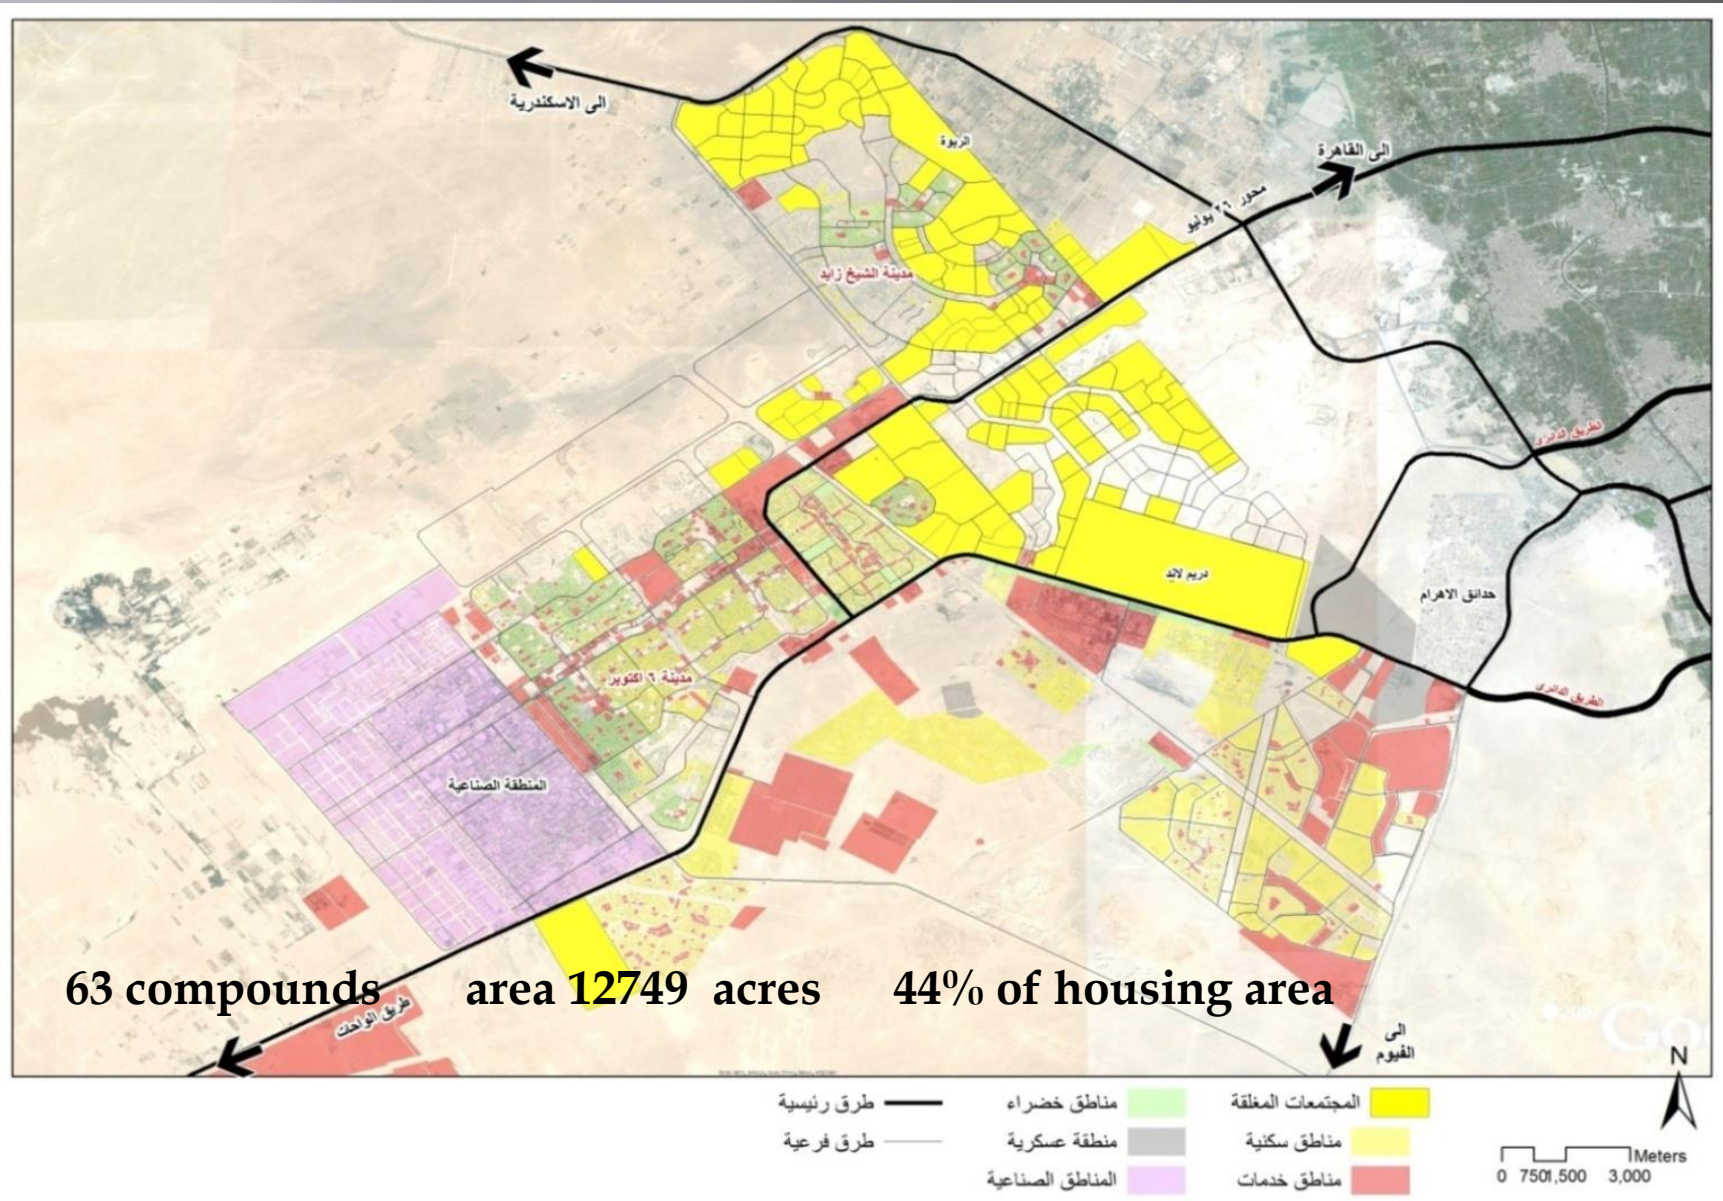 الى الاسكندرية
الربوة
الى القاهرة
محور ٢٦ يوليو
مدينة الشيخ زايد
الطريق الدائرى
دريم لاند
حدائق الاهرام
مدينة ٦ اكتوبر
الطريق الدائرى
المنطقة الصناعية
63 compounds area 12749 acres 44% of housing area
طريق الواحات
الى
الفيوم
Goo
N
المجتمعات المغلقة
مناطق خضراء
طرق رئيسية
مناطق سكنية
منطقة عسكرية
طرق فرعية
مناطق خدمات
المناطق الصناعية
Meters
0 750 1,500 3,000